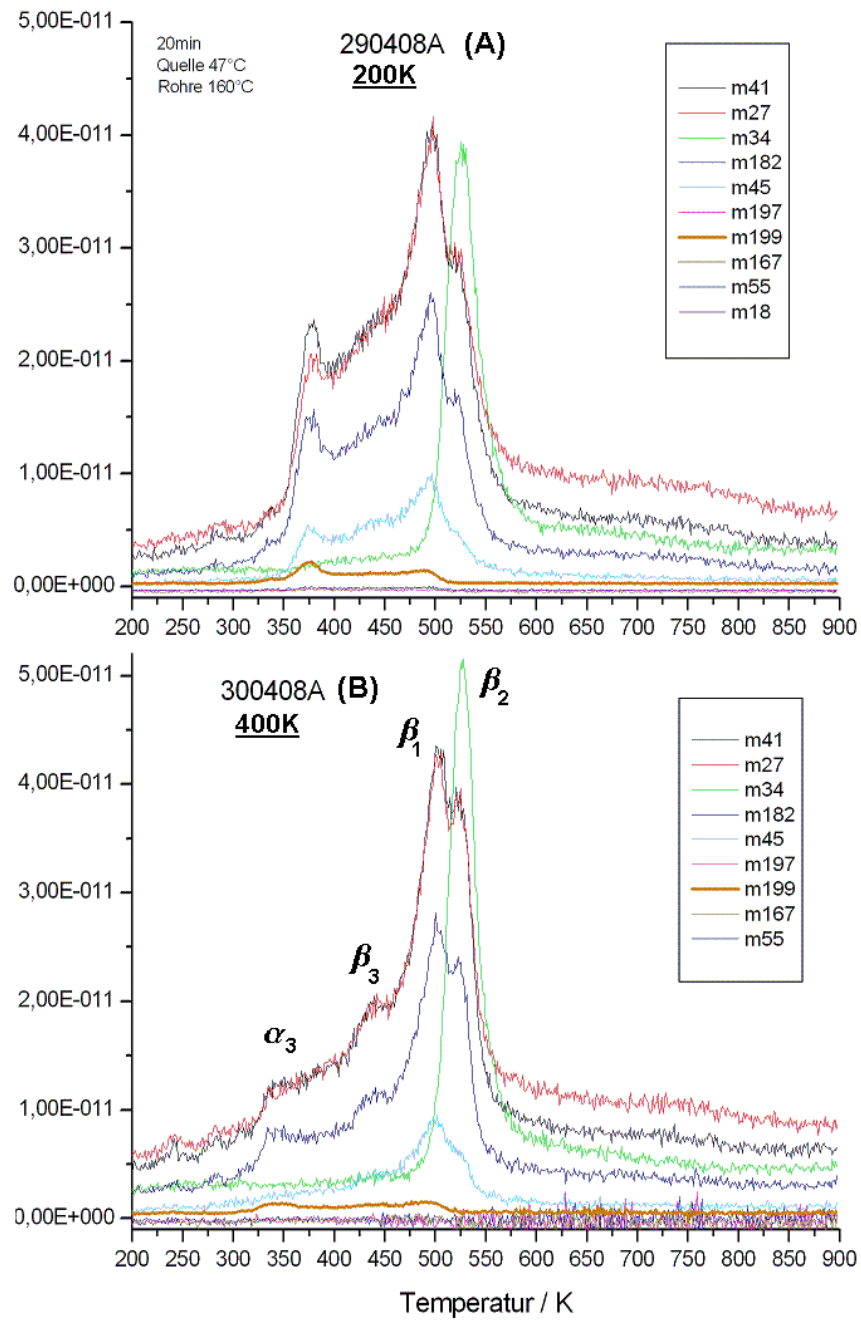 5,00E-011
4,00E-011
3,00E-011
2,00E-011
1,00E-011
0,00E+000
20min
Quelle 47°C
Rohre 160°C
290408A (A)
200K
m41
m27
m34
m182
m45
m197
m199
m167
m55
m18
200 250 300 350 400 450 500 550 600 650 700 750 800 850 900
5,00E-011
4,00E-011
3,00E-011
2,00E-011
1,00E-011
0,00E+000
300408A (B)
400K
α3
β3
β1
β2
m41
m27
m34
m182
m45
m197
m199
m167
m55
200 250 300 350 400 450 500 550 600 650 700 750 800 850 900
Temperatur / K